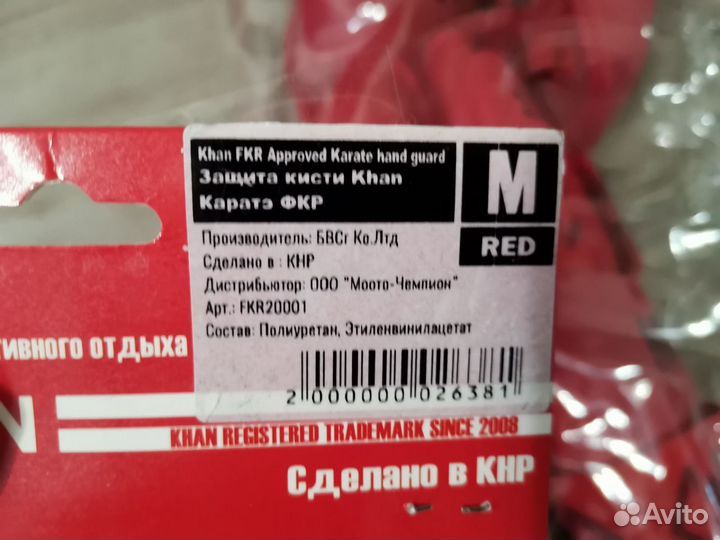 Khan FKR Approved Karate hand guard
Защита кисти Khan
Каратэ ФКР
M
RED
Производитель: БВСг Ко.Лтд
Сделано в : КНР
Дистрибьютор: ООО "Моото-Чемпион"
Арт.: FKR20001
Состав: Полиуретан, Этиленвинилацетат
2 000000 026381
тивного отдыха
N
KHAN REGISTERED TRADEMARK SINCE 2008
Сделано в КНР
Avito